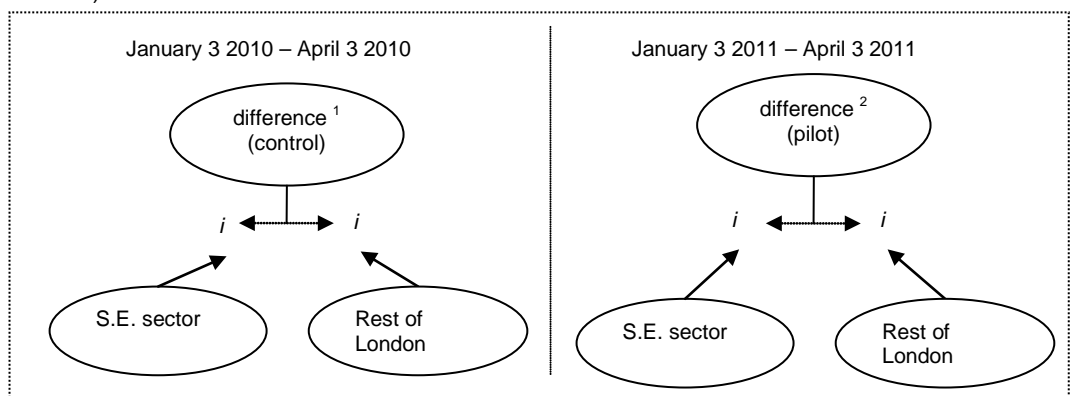 January 3 2010 – April 3 2010
difference 1
(control)
i i
S.E. sector
Rest of
London
January 3 2011 – April 3 2011
difference 2
(pilot)
i i
S.E. sector
Rest of
London